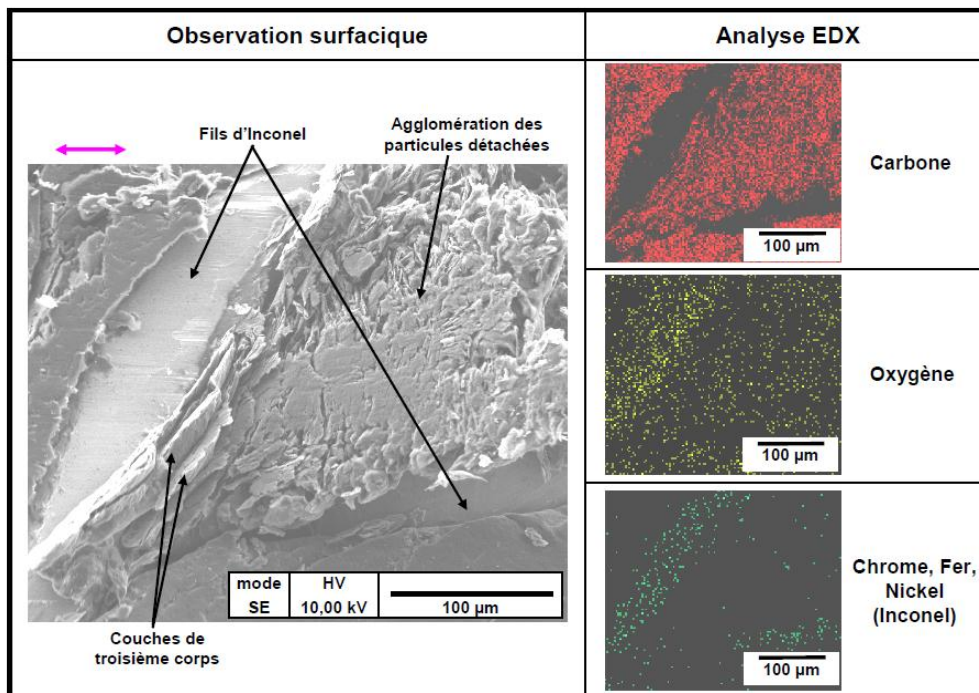 Observation surfacique
Analyse EDX
Fils d'Inconel
Agglomération des
particules détachées
mode
SE
HV
10,00 kV
100 µm
Couches de
troisième corps
Carbone
100 µm
Oxygène
100 µm
Chrome, Fer,
Nickel
(Inconel)
100 µm